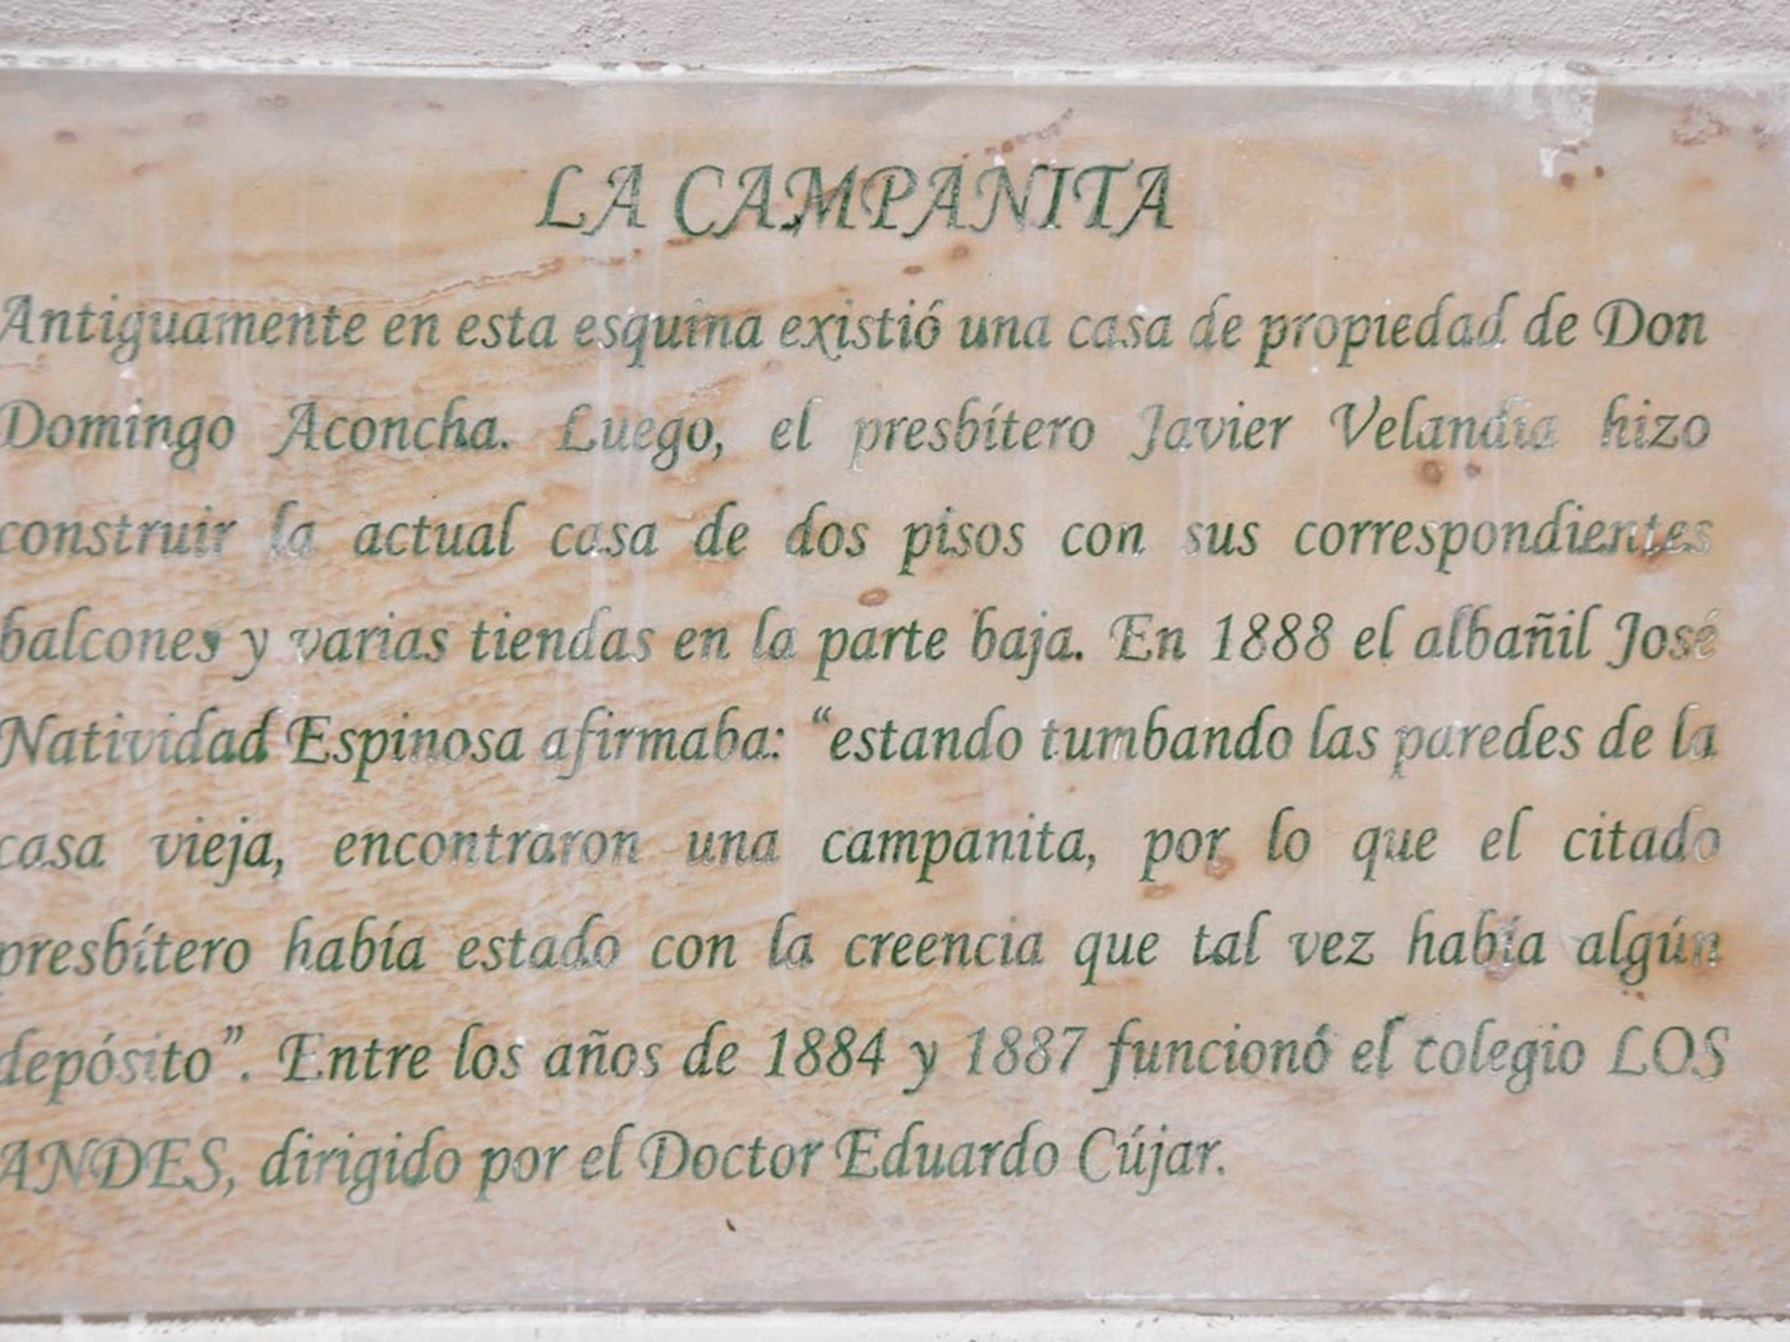 LA CAMPANITA
Antiguamente en esta esquina existió una casa de propiedad de Don
Domingo Aconcha. Luego, el presbítero Javier Velandia hizo
construir la actual casa de dos pisos con sus correspondientes
balcones y varias tiendas en la parte baja. En 1888 el albañil José
Natividad Espinosa afirmaba: “estando tumbando las paredes de la
casa vieja, encontraron una campanita, por lo que el citado
presbítero había estado con la creencia que tal vez había algún
depósito”. Entre los años de 1884 y 1887 funcionó el colegio LOS
ANDES, dirigido por el Doctor Eduardo Cújar.